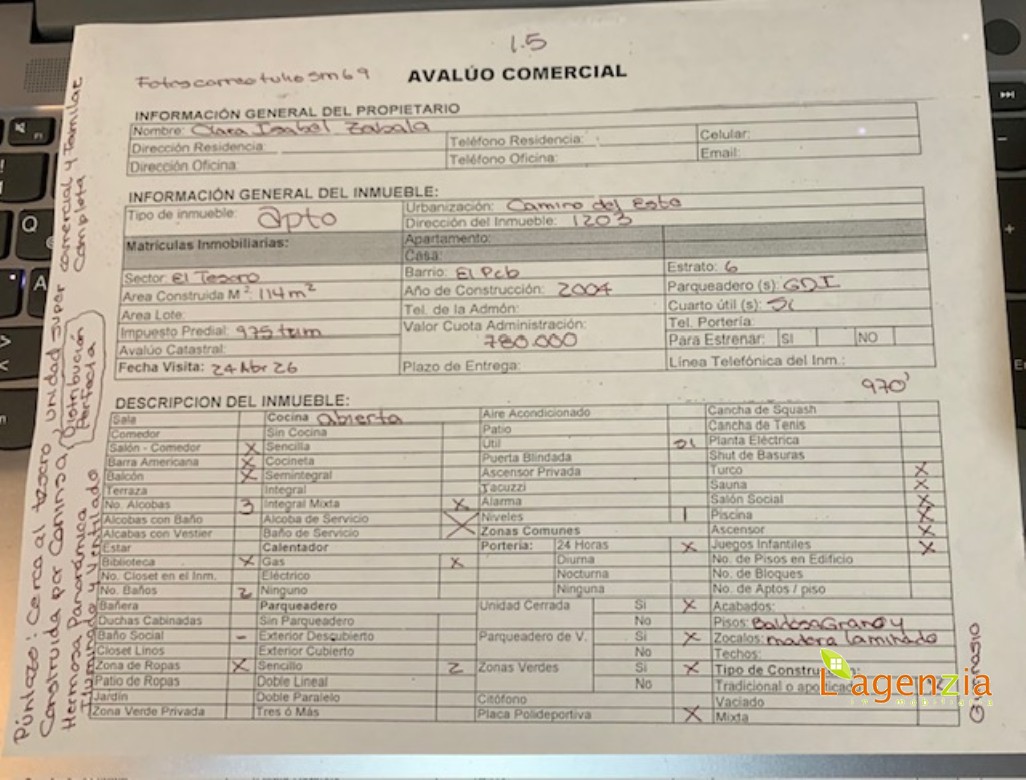 1.5
Fotos correo tulio sm69 AVALÚO COMERCIAL
INFORMACIÓN GENERAL DEL PROPIETARIO
Nombre: Clara Isabel Zabala
Dirección Residencia: Teléfono Residencia: Celular:
Dirección Oficina: Teléfono Oficina: Email:
INFORMACIÓN GENERAL DEL INMUEBLE:
Tipo de inmueble: apto Urbanización: Camino del Este
Dirección del Inmueble: 1203
Matrículas Inmobiliarias: Apartamento:
Casa:
Sector: El Tesoro Barrio: El Pcb Estrato: 6
Area Construida M²: 114 m² Año de Construcción: 2004 Parqueadero (s): GDI
Area Lote: Tel. de la Admón: Cuarto útil (s): Si
Impuesto Predial: 975 trim Valor Cuota Administración: 780.000 Tel. Portería:
Avalúo Catastral: Para Estrenar: SI NO
Fecha Visita: 24 Abr 26 Plazo de Entrega: Línea Telefónica del Inm.:
970'
DESCRIPCION DEL INMUEBLE:
Sala Cocina abierta Aire Acondicionado Cancha de Squash
Comedor Sin Cocina Patio Cancha de Tenis
Salón - Comedor X Sencilla Útil si Planta Eléctrica
Barra Americana X Cocineta Puerta Blindada Shut de Basuras
Balcón X Semintegral Ascensor Privada Turco X
Terraza Integral Jacuzzi Sauna X
No. Alcobas 3 Integral Mixta X Alarma Salón Social X
Alcobas con Baño Alcoba de Servicio Niveles 1 Piscina X
Alcabas con Vestier Baño de Servicio Zonas Comunes Ascensor X
Estar Calentador Portería: 24 Horas X Juegos Infantiles X
Biblioteca X Gas X Diurna No. de Pisos en Edificio
No. Closet en el Inm. Eléctrico Nocturna No. de Bloques
No. Baños 2 Ninguno Ninguna No. de Aptos / piso
Bañera Parqueadero Unidad Cerrada Si X Acabados:
Duchas Cabinadas Sin Parqueadero No Pisos: Baldosa Grano y
Baño Social - Exterior Descubierto Parqueadero de V. Si X Zocalos: madera laminado
Closet Linos Exterior Cubierto No Techos:
Zona de Ropas X Sencillo 2 Zonas Verdes Si X Tipo de Construcción:
Patio de Ropas Doble Lineal No Tradicional o aporticado
Jardín Doble Paralelo Citófono Vaciado
Zona Verde Privada Tres ó Más Placa Polideportiva X Mixta
Púntazo: Cerca al tesoro, Unidad super comercial y familiar
Construida por Coninsa, Distribución Perfecta Completa
Hermosa Panorámica
Iluminado y Ventilado
Gimnasio
Lagenzia